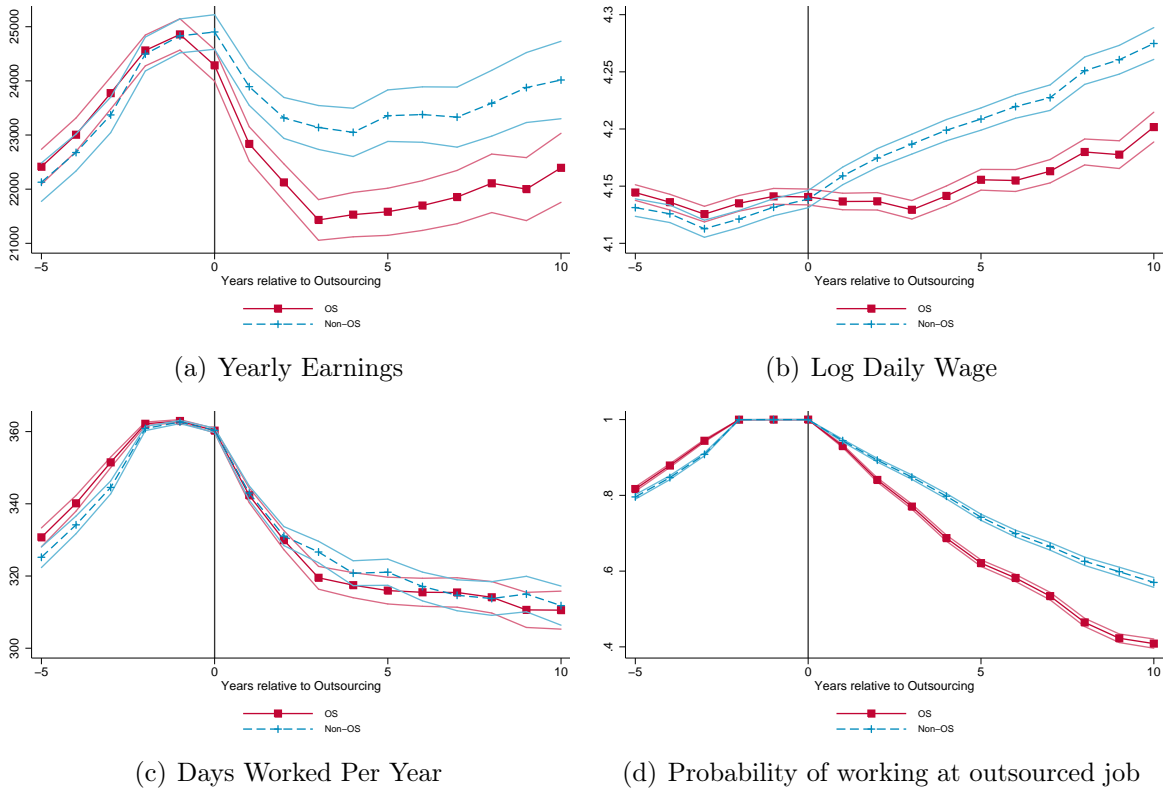 21000 22000 23000 24000 25000
−5 0 5 10
Years relative to Outsourcing
OS
Non−OS
(a) Yearly Earnings
4.1 4.15 4.2 4.25 4.3
−5 0 5 10
Years relative to Outsourcing
OS
Non−OS
(b) Log Daily Wage
300 320 340 360
−5 0 5 10
Years relative to Outsourcing
OS
Non−OS
(c) Days Worked Per Year
.4 .6 .8 1
−5 0 5 10
Years relative to Outsourcing
OS
Non−OS
(d) Probability of working at outsourced job